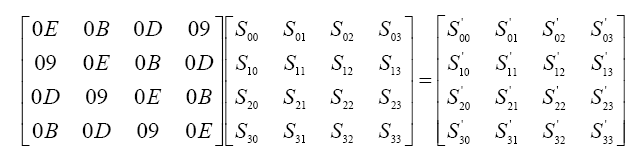 0E 0B 0D 09 S00 S01 S02 S03 S'00 S'01 S'02 S'03
09 0E 0B 0D S10 S11 S12 S13 = S'10 S'11 S'12 S'13
0D 09 0E 0B S20 S21 S22 S23 S'20 S'21 S'22 S'23
0B 0D 09 0E S30 S31 S32 S33 S'30 S'31 S'32 S'33